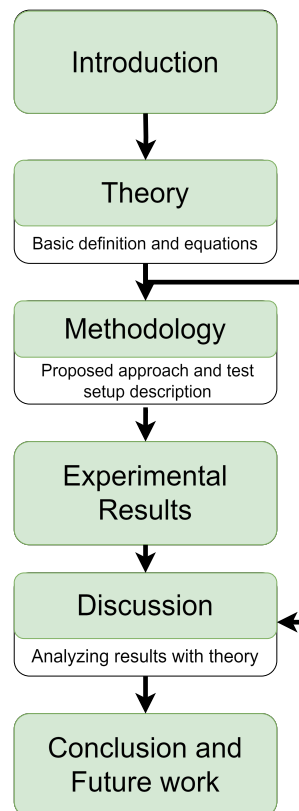 Introduction
Theory
Basic definition and equations
Methodology
Proposed approach and test
setup description
Experimental
Results
Discussion
Analyzing results with theory
Conclusion and
Future work